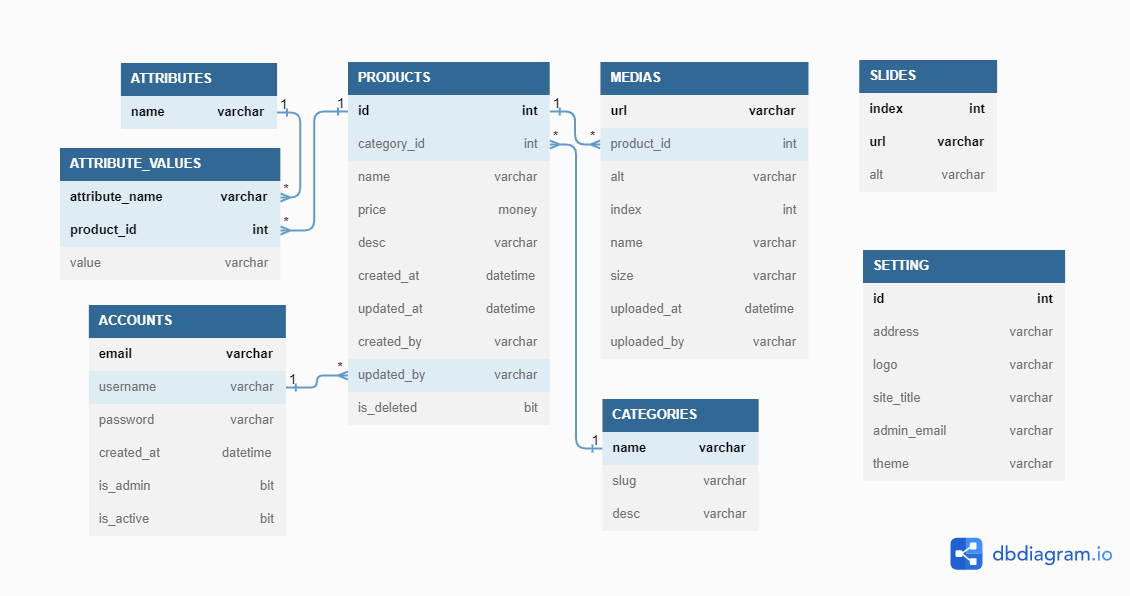 ATTRIBUTES
name varchar
1
ATTRIBUTE_VALUES
attribute_name varchar
*
product_id int
*
value varchar
ACCOUNTS
email varchar
username varchar
1
password varchar
created_at datetime
is_admin bit
is_active bit
PRODUCTS
1
id int
1
category_id int
*
name varchar
price money
desc varchar
created_at datetime
updated_at datetime
created_by varchar
*
updated_by varchar
is_deleted bit
MEDIAS
url varchar
*
product_id int
alt varchar
index int
name varchar
size varchar
uploaded_at datetime
uploaded_by varchar
CATEGORIES
1
name varchar
slug varchar
desc varchar
SLIDES
index int
url varchar
alt varchar
SETTING
id int
address varchar
logo varchar
site_title varchar
admin_email varchar
theme varchar
dbdiagram.io